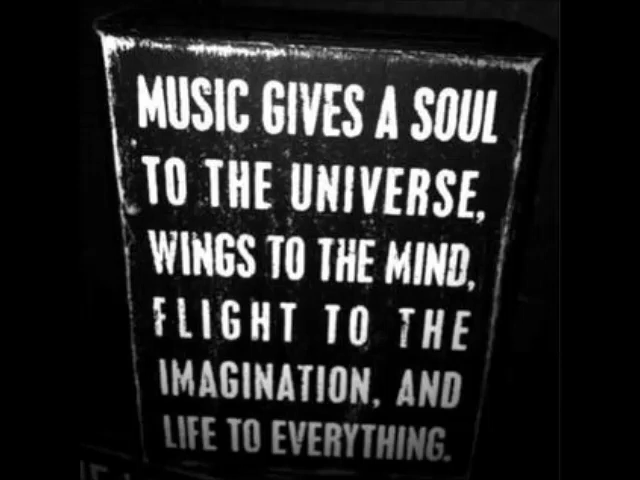 MUSIC GIVES A SOUL
TO THE UNIVERSE,
WINGS TO THE MIND,
FLIGHT TO THE
IMAGINATION, AND
LIFE TO EVERYTHING.